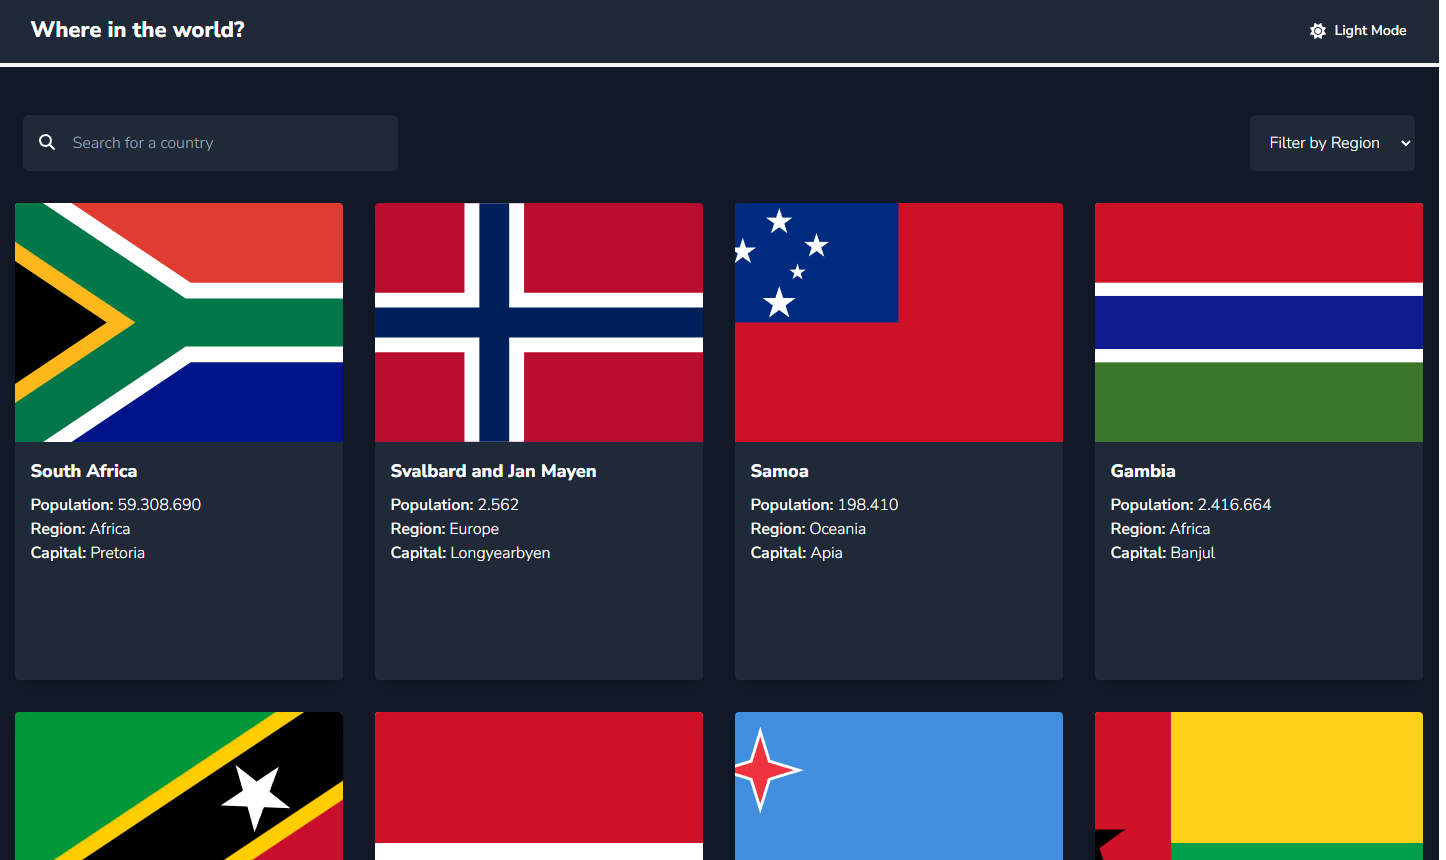 Where in the world?
Light Mode
Search for a country
Filter by Region
South Africa
Population: 59.308.690
Region: Africa
Capital: Pretoria
Svalbard and Jan Mayen
Population: 2.562
Region: Europe
Capital: Longyearbyen
Samoa
Population: 198.410
Region: Oceania
Capital: Apia
Gambia
Population: 2.416.664
Region: Africa
Capital: Banjul